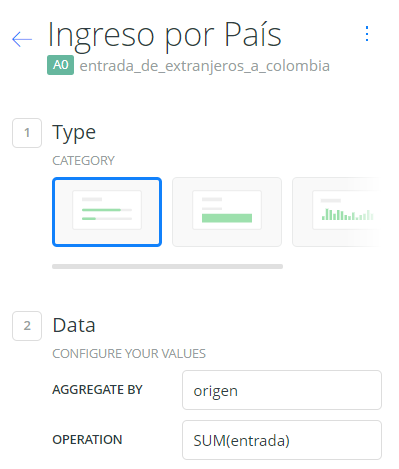 Ingreso por País
A0 entrada_de_extranjeros_a_colombia
1 Type
CATEGORY
2 Data
CONFIGURE YOUR VALUES
AGGREGATE BY origen
OPERATION SUM(entrada)